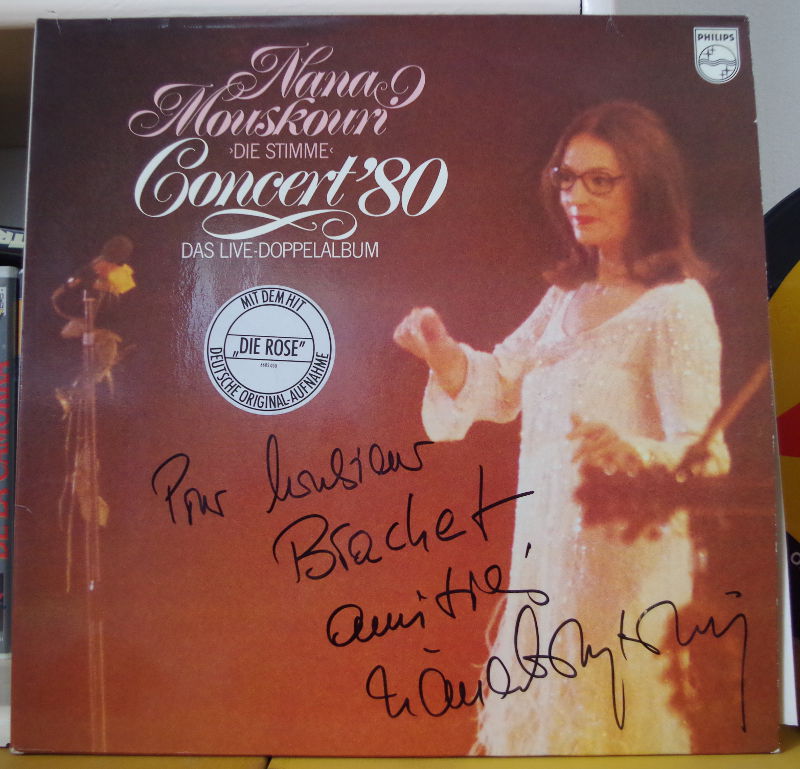 PHILIPS
Nana
Mouskouri
›DIE STIMME‹
Concert '80
DAS LIVE-DOPPELALBUM
MIT DEM HIT
„DIE ROSE”
DEUTSCHE ORIGINAL-AUFNAHME
Pour Monsieur
Brachet
amitiés